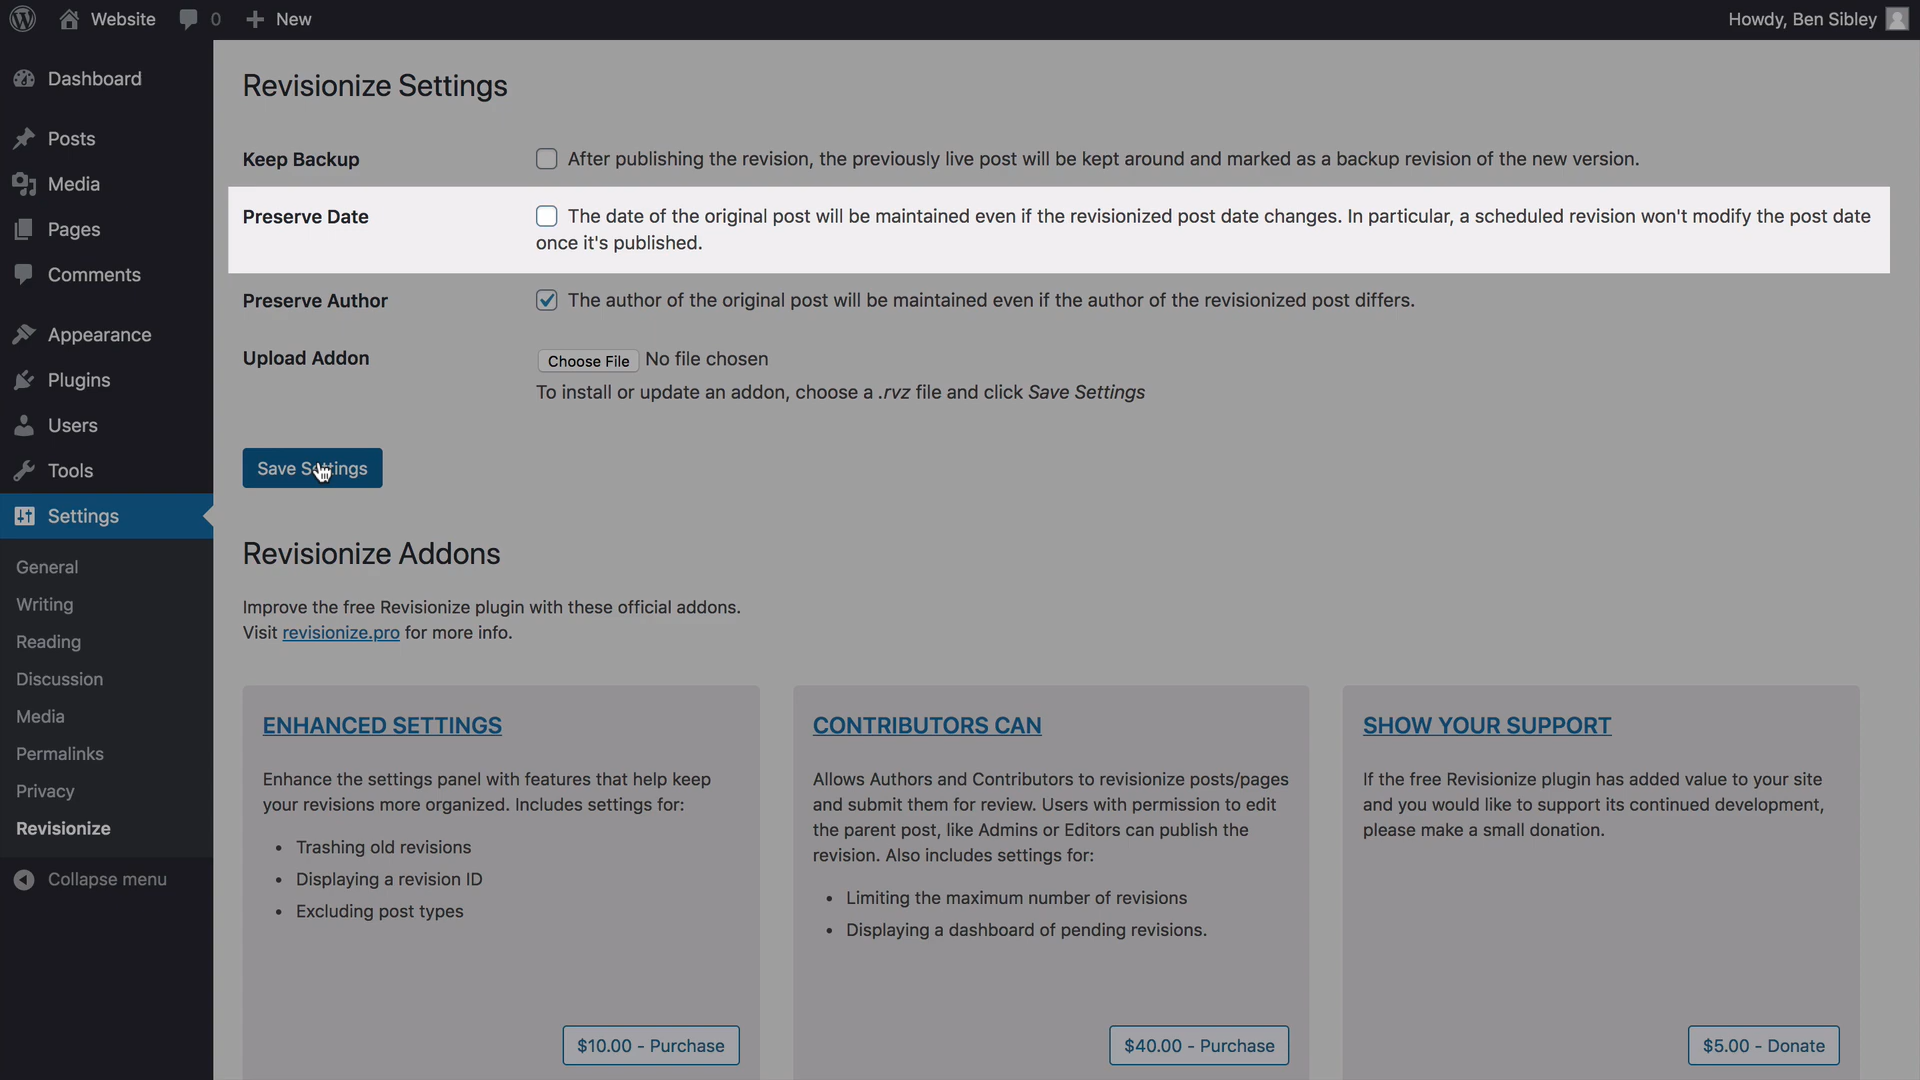 Website
0
New
Howdy, Ben Sibley
Dashboard
Posts
Media
Pages
Comments
Appearance
Plugins
Users
Tools
Settings
General
Writing
Reading
Discussion
Media
Permalinks
Privacy
Revisionize
Collapse menu
Revisionize Settings
Keep Backup
After publishing the revision, the previously live post will be kept around and marked as a backup revision of the new version.
Preserve Date
The date of the original post will be maintained even if the revisionized post date changes. In particular, a scheduled revision won't modify the post date
once it's published.
Preserve Author
The author of the original post will be maintained even if the author of the revisionized post differs.
Upload Addon
Choose File No file chosen
To install or update an addon, choose a .rvz file and click Save Settings
Save Settings
Revisionize Addons
Improve the free Revisionize plugin with these official addons.
Visit revisionize.pro for more info.
ENHANCED SETTINGS
Enhance the settings panel with features that help keep
your revisions more organized. Includes settings for:
• Trashing old revisions
• Displaying a revision ID
• Excluding post types
$10.00 - Purchase
CONTRIBUTORS CAN
Allows Authors and Contributors to revisionize posts/pages
and submit them for review. Users with permission to edit
the parent post, like Admins or Editors can publish the
revision. Also includes settings for:
• Limiting the maximum number of revisions
• Displaying a dashboard of pending revisions.
$40.00 - Purchase
SHOW YOUR SUPPORT
If the free Revisionize plugin has added value to your site
and you would like to support its continued development,
please make a small donation.
$5.00 - Donate